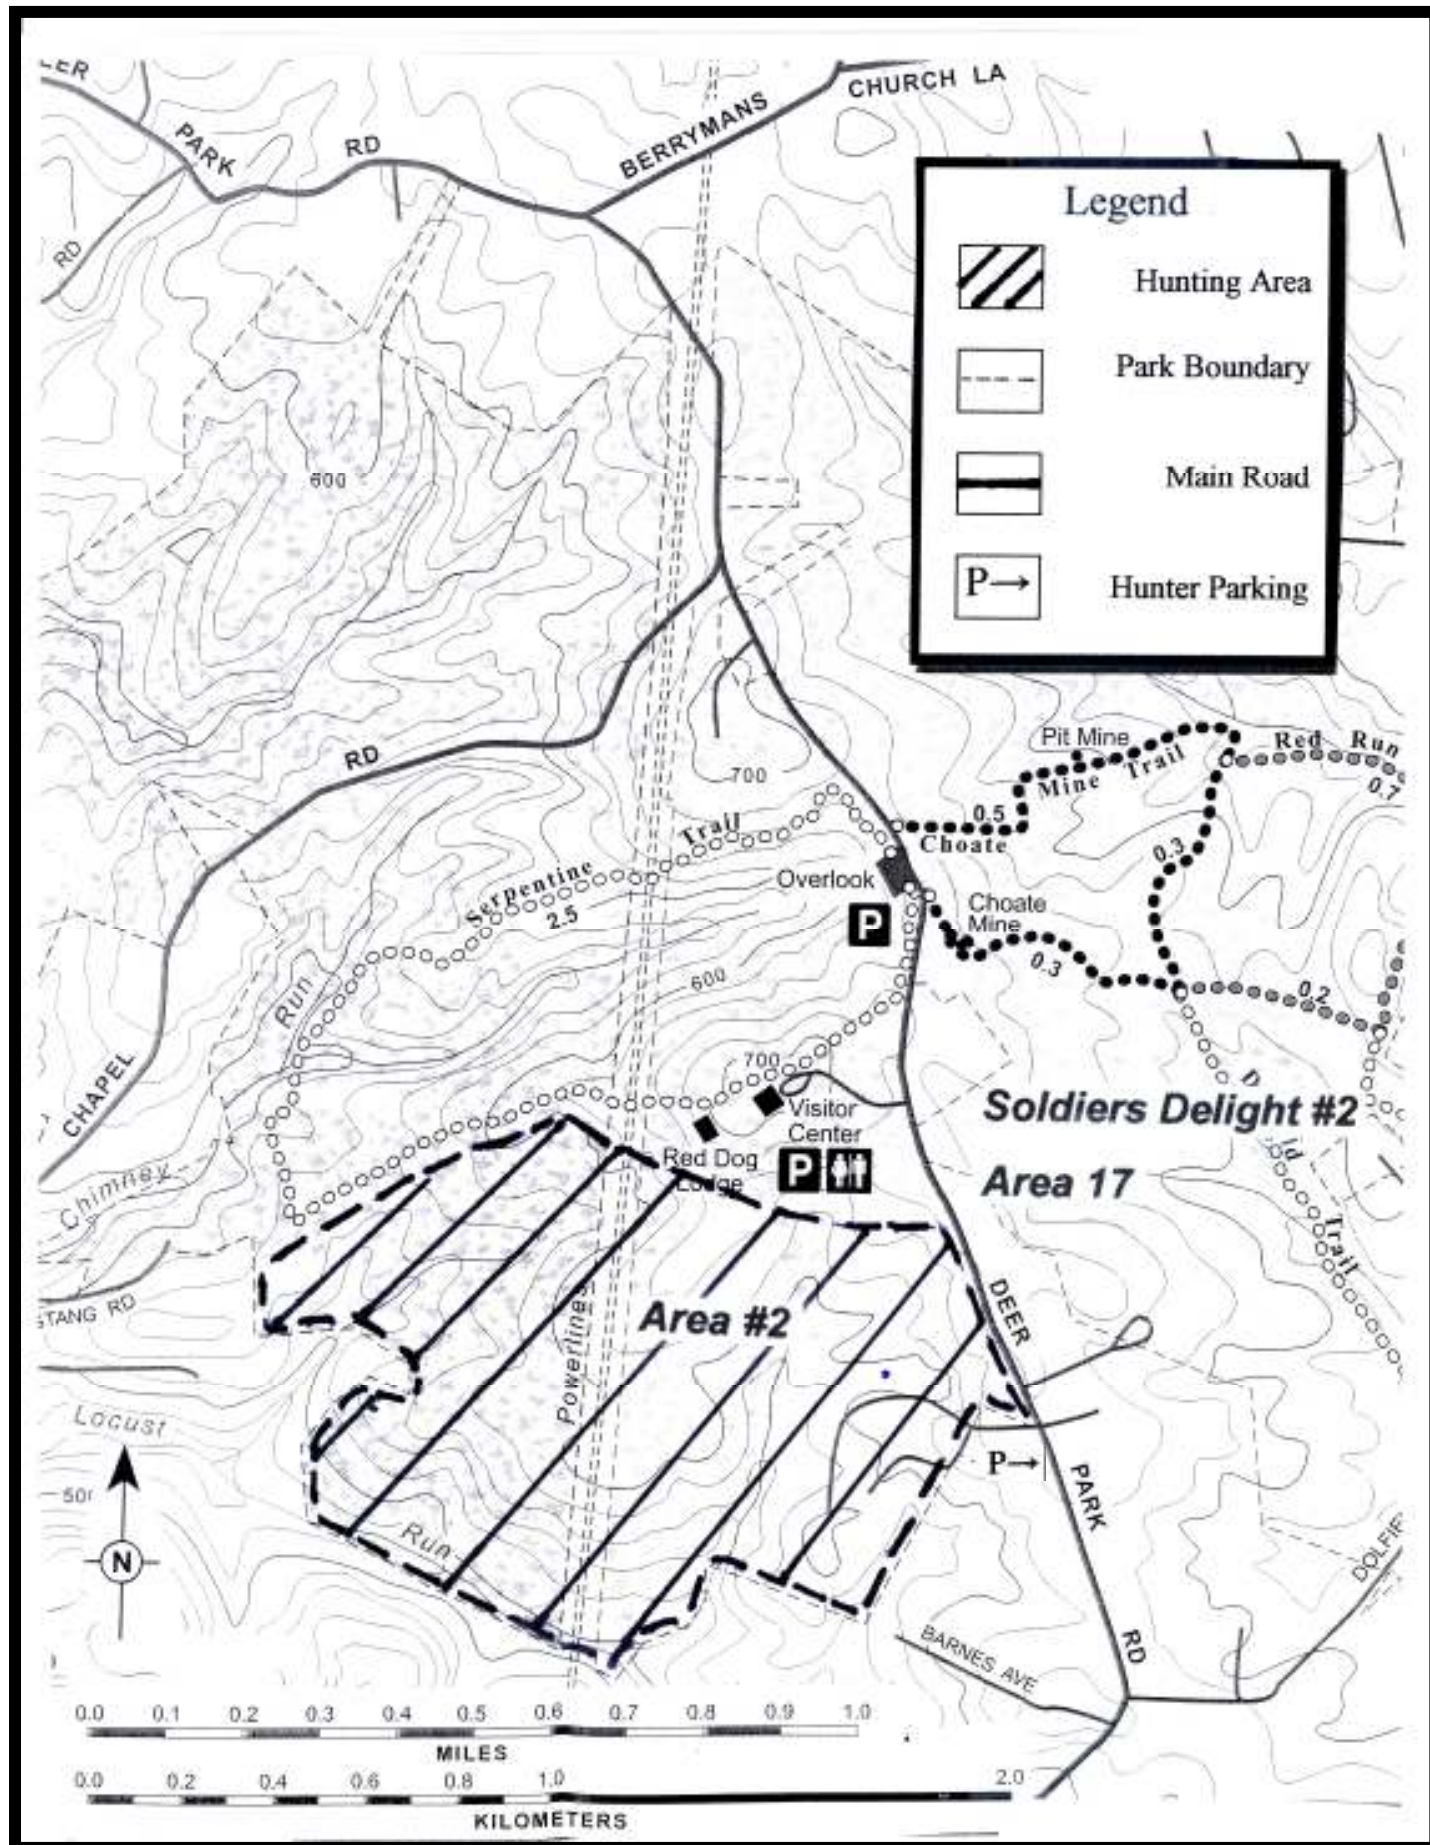 PARK
RD
BERRYMANS
CHURCH LA
RD
Legend
Hunting Area
Park Boundary
Main Road
P→
Hunter Parking
600
RD
700
Pit Mine
Mine Trail
Red Run
0.7
0.5
Choate
0.3
Serpentine Trail
2.5
Overlook
P
Choate
Mine
0.3
0.2
600
Run
700
CHAPEL
Visitor
Center
Red Dog
Lodge
P
Soldiers Delight #2
Area 17
Chimney
Trail
DEER
Area #2
Powerlines
Locust
P→
PARK
Run
N
RD
BARNES AVE
0.0 0.1 0.2 0.3 0.4 0.5 0.6 0.7 0.8 0.9 1.0
MILES
0.0 0.2 0.4 0.6 0.8 1.0 2.0
KILOMETERS